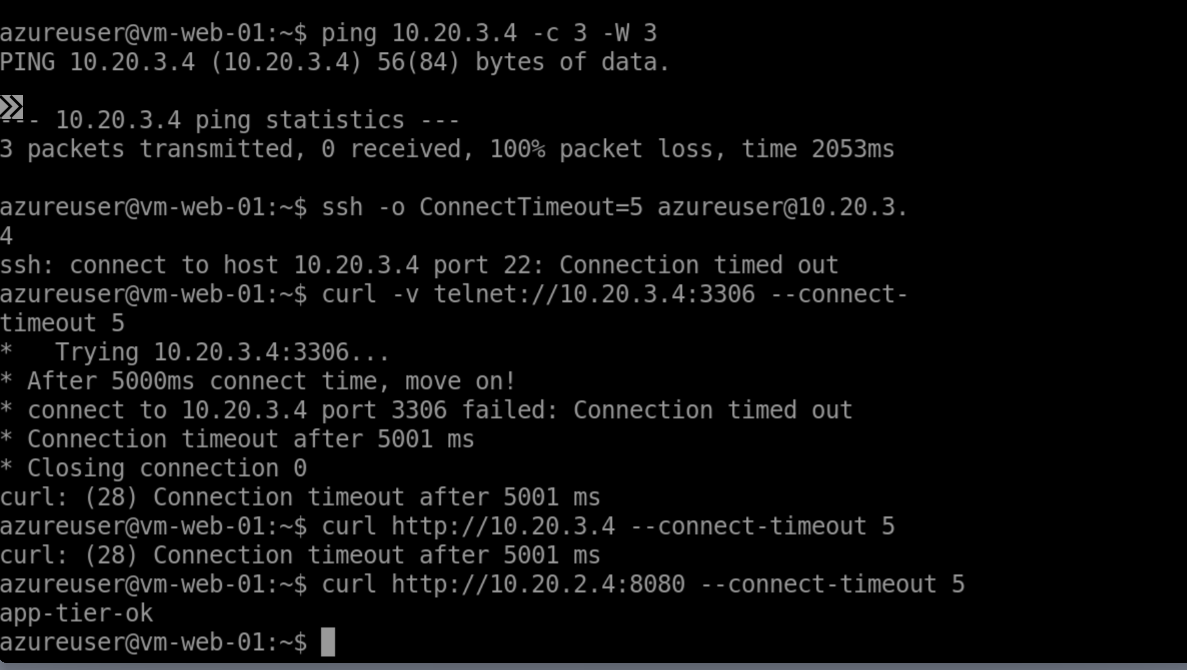 azureuser@vm-web-01:~$ ping 10.20.3.4 -c 3 -W 3
PING 10.20.3.4 (10.20.3.4) 56(84) bytes of data.
--- 10.20.3.4 ping statistics ---
3 packets transmitted, 0 received, 100% packet loss, time 2053ms
azureuser@vm-web-01:~$ ssh -o ConnectTimeout=5 azureuser@10.20.3.
4
ssh: connect to host 10.20.3.4 port 22: Connection timed out
azureuser@vm-web-01:~$ curl -v telnet://10.20.3.4:3306 --connect-
timeout 5
*   Trying 10.20.3.4:3306...
* After 5000ms connect time, move on!
* connect to 10.20.3.4 port 3306 failed: Connection timed out
* Connection timeout after 5001 ms
* Closing connection 0
curl: (28) Connection timeout after 5001 ms
azureuser@vm-web-01:~$ curl http://10.20.3.4 --connect-timeout 5
curl: (28) Connection timeout after 5001 ms
azureuser@vm-web-01:~$ curl http://10.20.2.4:8080 --connect-timeout 5
app-tier-ok
azureuser@vm-web-01:~$